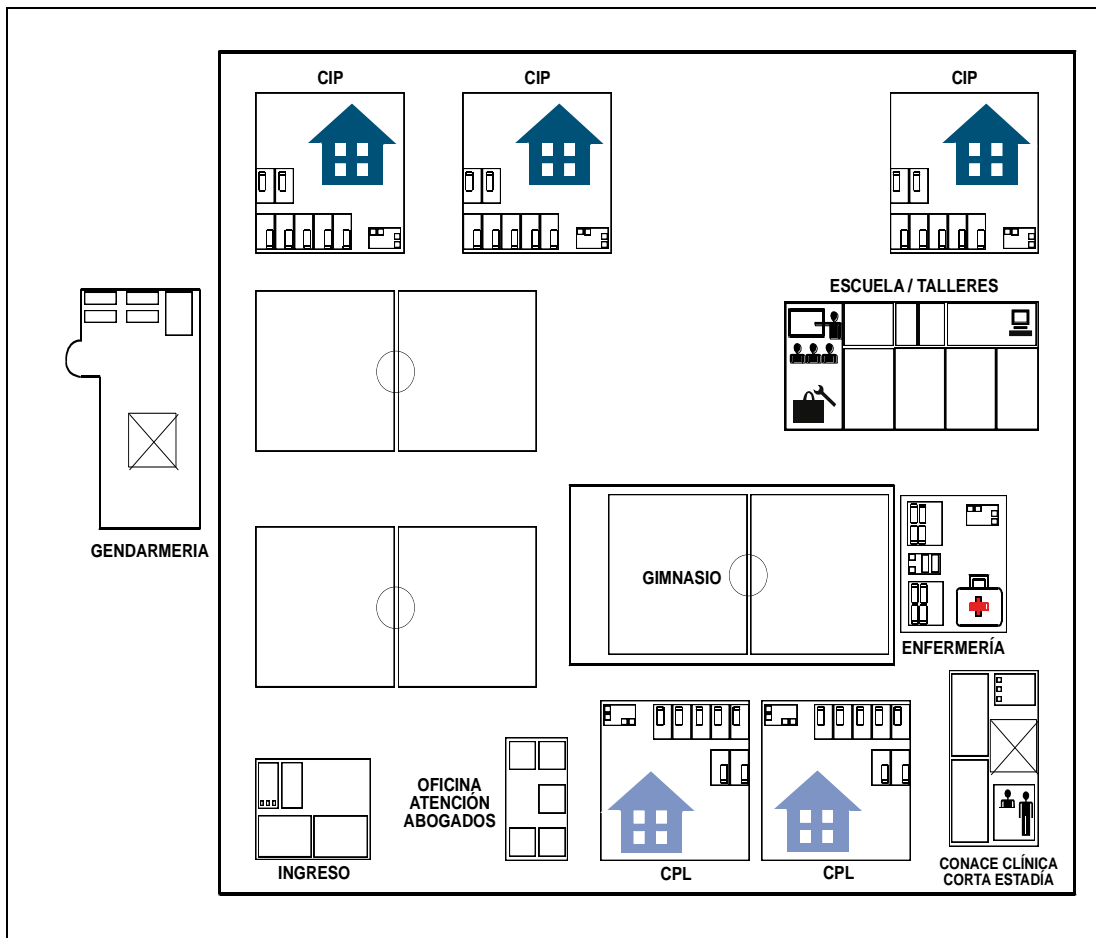 CIP
CIP
CIP
ESCUELA / TALLERES
GENDARMERIA
GIMNASIO
ENFERMERÍA
OFICINA
ATENCIÓN
ABOGADOS
INGRESO
CPL
CPL
CONACE CLÍNICA
CORTA ESTADÍA